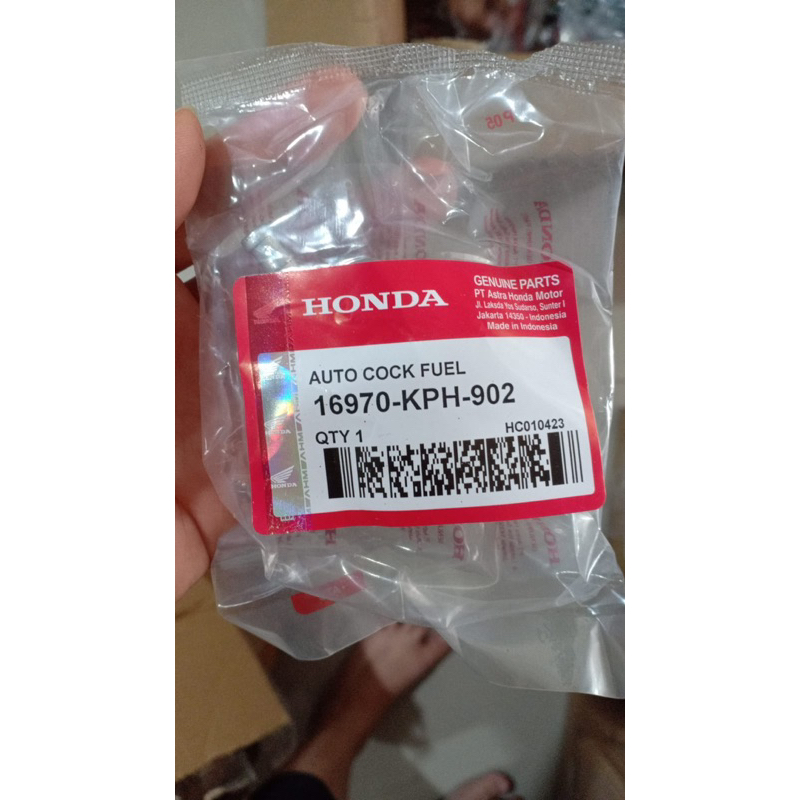 HONDA
GENUINE PARTS
PT Astra Honda Motor
Jl. Laksda Yos Sudarso, Sunter I
Jakarta 14350 - Indonesia
Made in Indonesia
AUTO COCK FUEL
16970-KPH-902
QTY 1
HC010423
HONDA